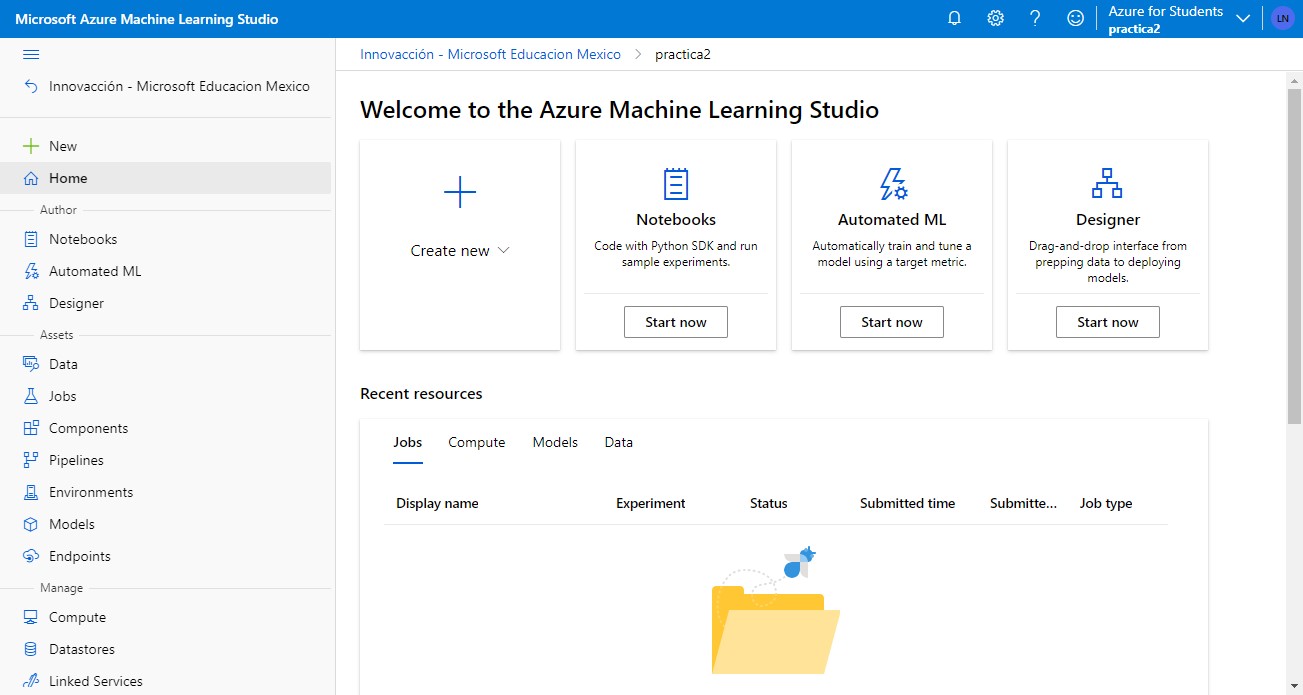 Microsoft Azure Machine Learning Studio
Azure for Students
practica2
LN
Innovacción - Microsoft Educacion Mexico
New
Home
Author
Notebooks
Automated ML
Designer
Assets
Data
Jobs
Components
Pipelines
Environments
Models
Endpoints
Manage
Compute
Datastores
Linked Services
Innovacción - Microsoft Educacion Mexico > practica2
Welcome to the Azure Machine Learning Studio
Create new
Notebooks
Code with Python SDK and run
sample experiments.
Start now
Automated ML
Automatically train and tune a
model using a target metric.
Start now
Designer
Drag-and-drop interface from
prepping data to deploying
models.
Start now
Recent resources
Jobs Compute Models Data
Display name Experiment Status Submitted time Submitte... Job type